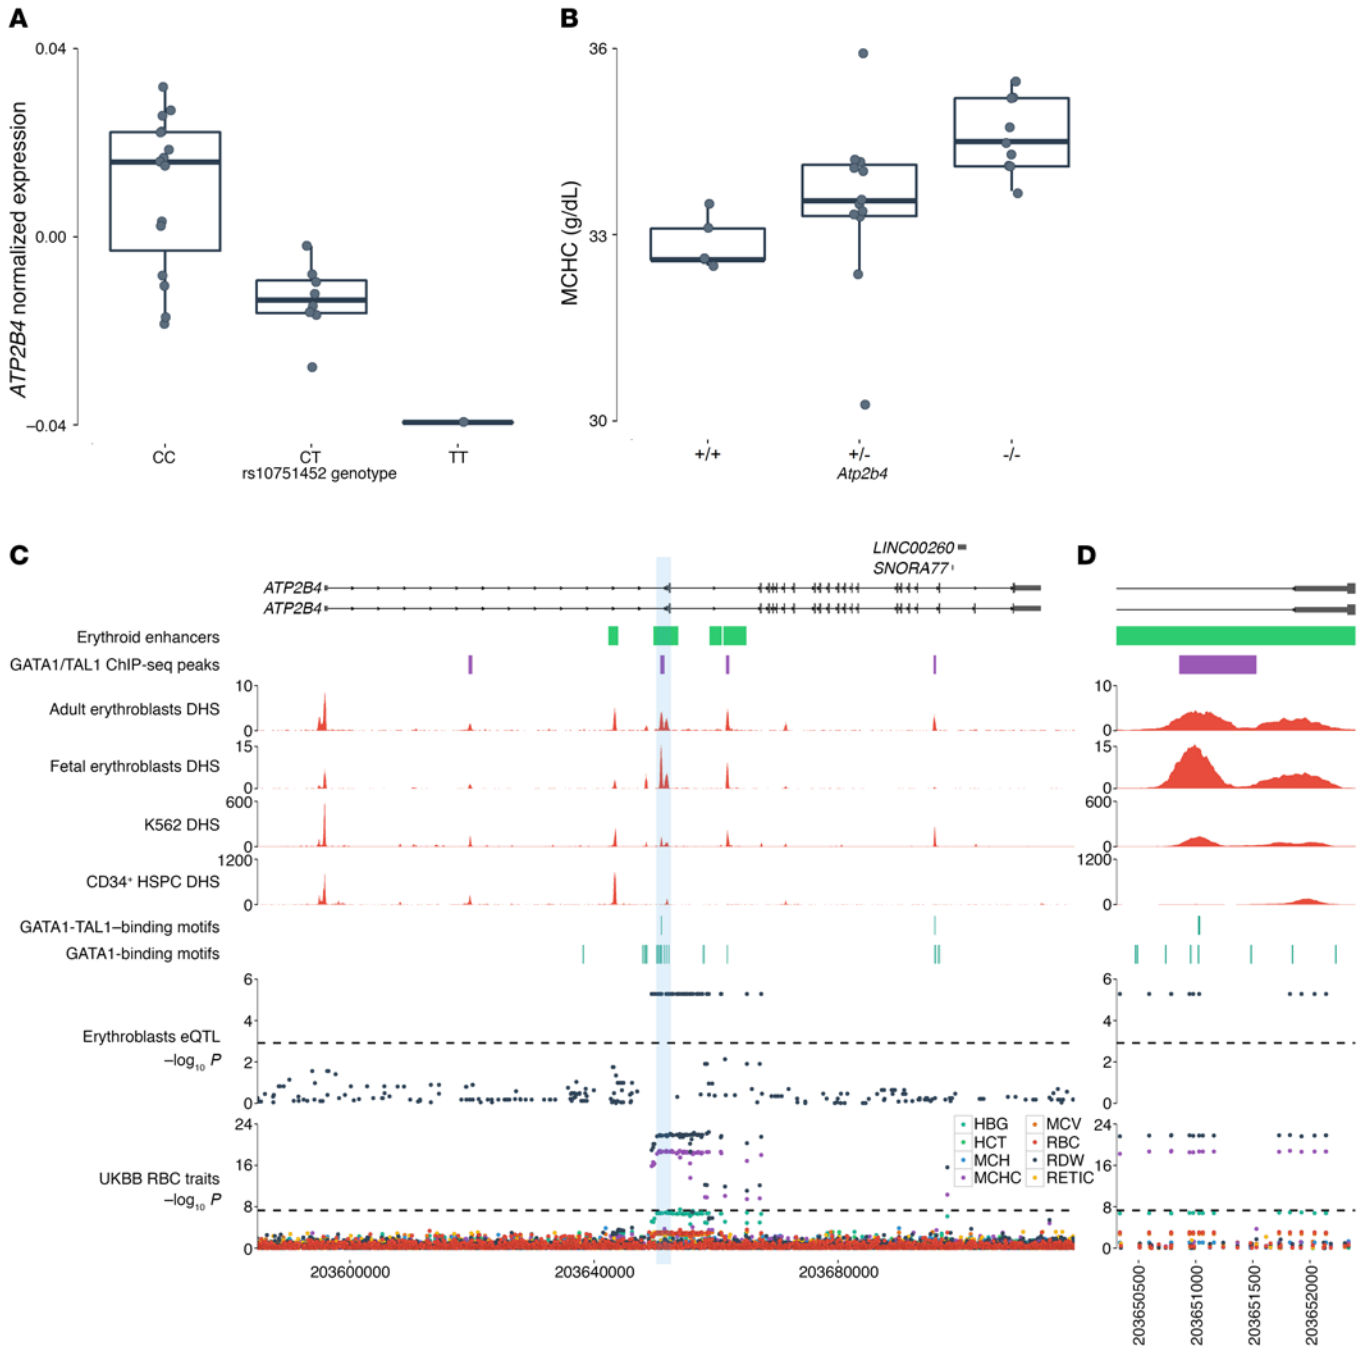 A
B
0.04
0.00
−0.04
ATP2B4 normalized expression
CC
CT
TT
rs10751452 genotype
36
33
30
MCHC (g/dL)
+/+
+/-
-/-
Atp2b4
C
D
LINC00260
SNORA77
ATP2B4
ATP2B4
Erythroid enhancers
GATA1/TAL1 ChIP-seq peaks
Adult erythroblasts DHS
10
0
10
0
Fetal erythroblasts DHS
15
0
15
0
K562 DHS
600
0
600
0
CD34+ HSPC DHS
1200
0
1200
0
GATA1-TAL1–binding motifs
GATA1-binding motifs
Erythroblasts eQTL
−log10 P
6
4
2
0
6
4
2
0
UKBB RBC traits
−log10 P
24
16
8
0
HBG
MCV
HCT
RBC
MCH
RDW
MCHC
RETIC
24
16
8
0
203600000
203640000
203680000
203650500
203651000
203651500
203652000